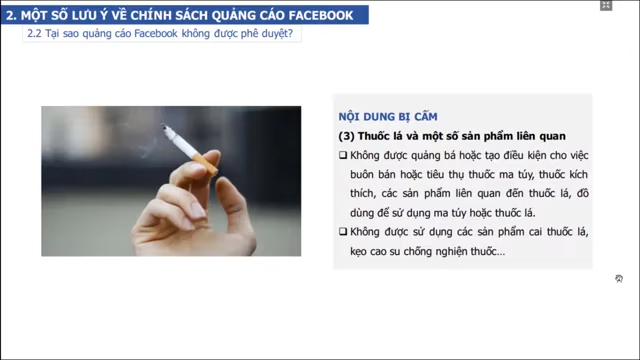 2. MỘT SỐ LƯU Ý VỀ CHÍNH SÁCH QUẢNG CÁO FACEBOOK
2.2 Tại sao quảng cáo Facebook không được phê duyệt?
NỘI DUNG BỊ CẤM
(3) Thuốc lá và một số sản phẩm liên quan
❑ Không được quảng bá hoặc tạo điều kiện cho việc
buôn bán hoặc tiêu thụ thuốc ma túy, thuốc kích
thích, các sản phẩm liên quan đến thuốc lá, đồ
dùng để sử dụng ma túy hoặc thuốc lá.
❑ Không được sử dụng các sản phẩm cai thuốc lá,
kẹo cao su chống nghiện thuốc...